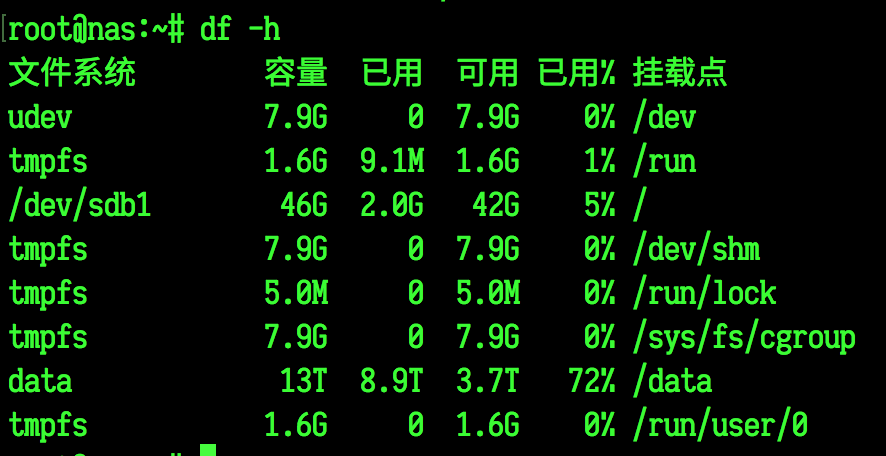 [root@nas:~# df -h
文件系统 容量 已用 可用 已用% 挂载点
udev 7.9G 0 7.9G 0% /dev
tmpfs 1.6G 9.1M 1.6G 1% /run
/dev/sdb1 46G 2.0G 42G 5% /
tmpfs 7.9G 0 7.9G 0% /dev/shm
tmpfs 5.0M 0 5.0M 0% /run/lock
tmpfs 7.9G 0 7.9G 0% /sys/fs/cgroup
data 13T 8.9T 3.7T 72% /data
tmpfs 1.6G 0 1.6G 0% /run/user/0